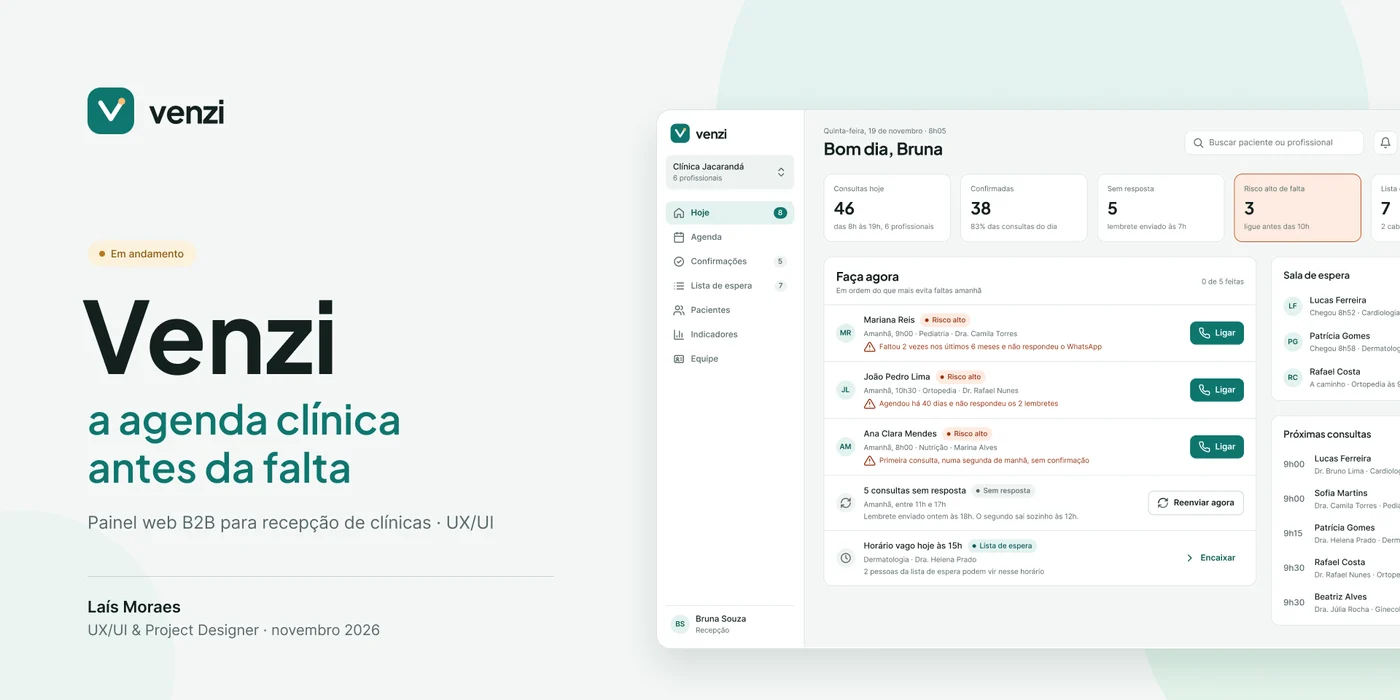 venzi
Em andamento
Venzi
a agenda clínica
antes da falta
Painel web B2B para recepção de clínicas · UX/UI
Laís Moraes
UX/UI & Project Designer · novembro 2026
venzi
Clínica Jacarandá
6 profissionais
Hoje 8
Agenda
Confirmações 5
Lista de espera 7
Pacientes
Indicadores
Equipe
BS
Bruna Souza
Recepção
Quinta-feira, 19 de novembro · 8h05
Bom dia, Bruna
Buscar paciente ou profissional
Consultas hoje
46
das 8h às 19h, 6 profissionais
Confirmadas
38
83% das consultas do dia
Sem resposta
5
lembrete enviado às 7h
Risco alto de falta
3
ligue antes das 10h
Lista
7
2 cab
Faça agora
Em ordem do que mais evita faltas amanhã
0 de 5 feitas
MR
Mariana Reis Risco alto
Amanhã, 9h00 · Pediatria · Dra. Camila Torres
Faltou 2 vezes nos últimos 6 meses e não respondeu o WhatsApp
Ligar
JL
João Pedro Lima Risco alto
Amanhã, 10h30 · Ortopedia · Dr. Rafael Nunes
Agendou há 40 dias e não respondeu os 2 lembretes
Ligar
AM
Ana Clara Mendes Risco alto
Amanhã, 8h00 · Nutrição · Marina Alves
Primeira consulta, numa segunda de manhã, sem confirmação
Ligar
5 consultas sem resposta Sem resposta
Amanhã, entre 11h e 17h
Lembrete enviado ontem às 18h. O segundo sai sozinho às 12h.
Reenviar agora
Horário vago hoje às 15h Lista de espera
Dermatologia · Dra. Helena Prado
2 pessoas da lista de espera podem vir nesse horário
Encaixar
Sala de espera
LF
Lucas Ferreira
Chegou 8h52 · Cardiologia
PG
Patrícia Gomes
Chegou 8h58 · Dermatolog
RC
Rafael Costa
A caminho · Ortopedia às 9
Próximas consultas
9h00
Lucas Ferreira
Dr. Bruno Lima · Cardiolog
9h00
Sofia Martins
Dra. Camila Torres · Pedia
9h15
Patrícia Gomes
Dra. Helena Prado · Derm
9h30
Rafael Costa
Dr. Rafael Nunes · Ortope
9h30
Beatriz Alves
Dra. Júlia Rocha · Ginecol